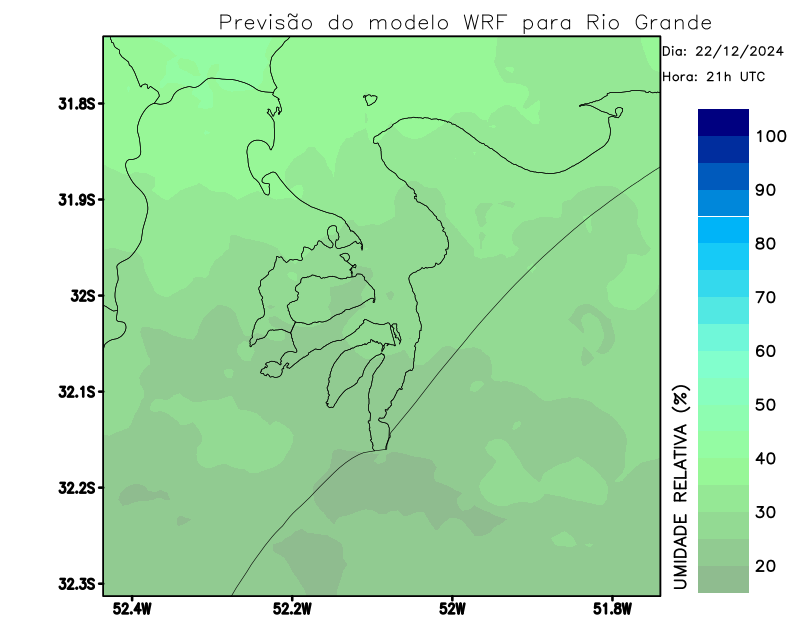 Previsão do modelo WRF para Rio Grande
Dia: 22/12/2024
Hora: 21h UTC
31.8S
31.9S
32S
32.1S
32.2S
32.3S
52.4W
52.2W
52W
51.8W
100
90
80
70
60
50
40
30
20
UMIDADE RELATIVA (%)